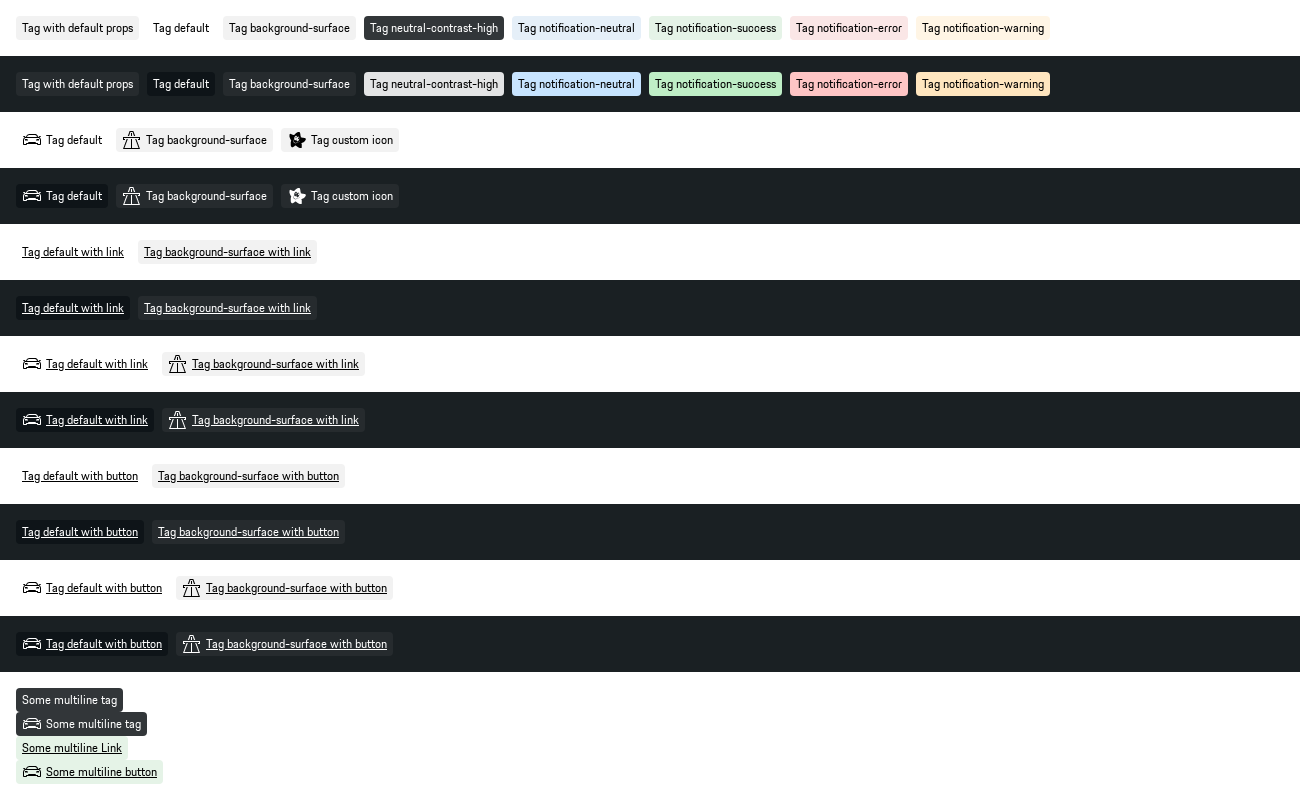 Tag with default props Tag default Tag background-surface Tag neutral-contrast-high Tag notification-neutral Tag notification-success Tag notification-error Tag notification-warning
Tag with default props Tag default Tag background-surface Tag neutral-contrast-high Tag notification-neutral Tag notification-success Tag notification-error Tag notification-warning
Tag default Tag background-surface Tag custom icon
Tag default Tag background-surface Tag custom icon
Tag default with link Tag background-surface with link
Tag default with link Tag background-surface with link
Tag default with link Tag background-surface with link
Tag default with link Tag background-surface with link
Tag default with button Tag background-surface with button
Tag default with button Tag background-surface with button
Tag default with button Tag background-surface with button
Tag default with button Tag background-surface with button
Some multiline tag
Some multiline tag
Some multiline Link
Some multiline button